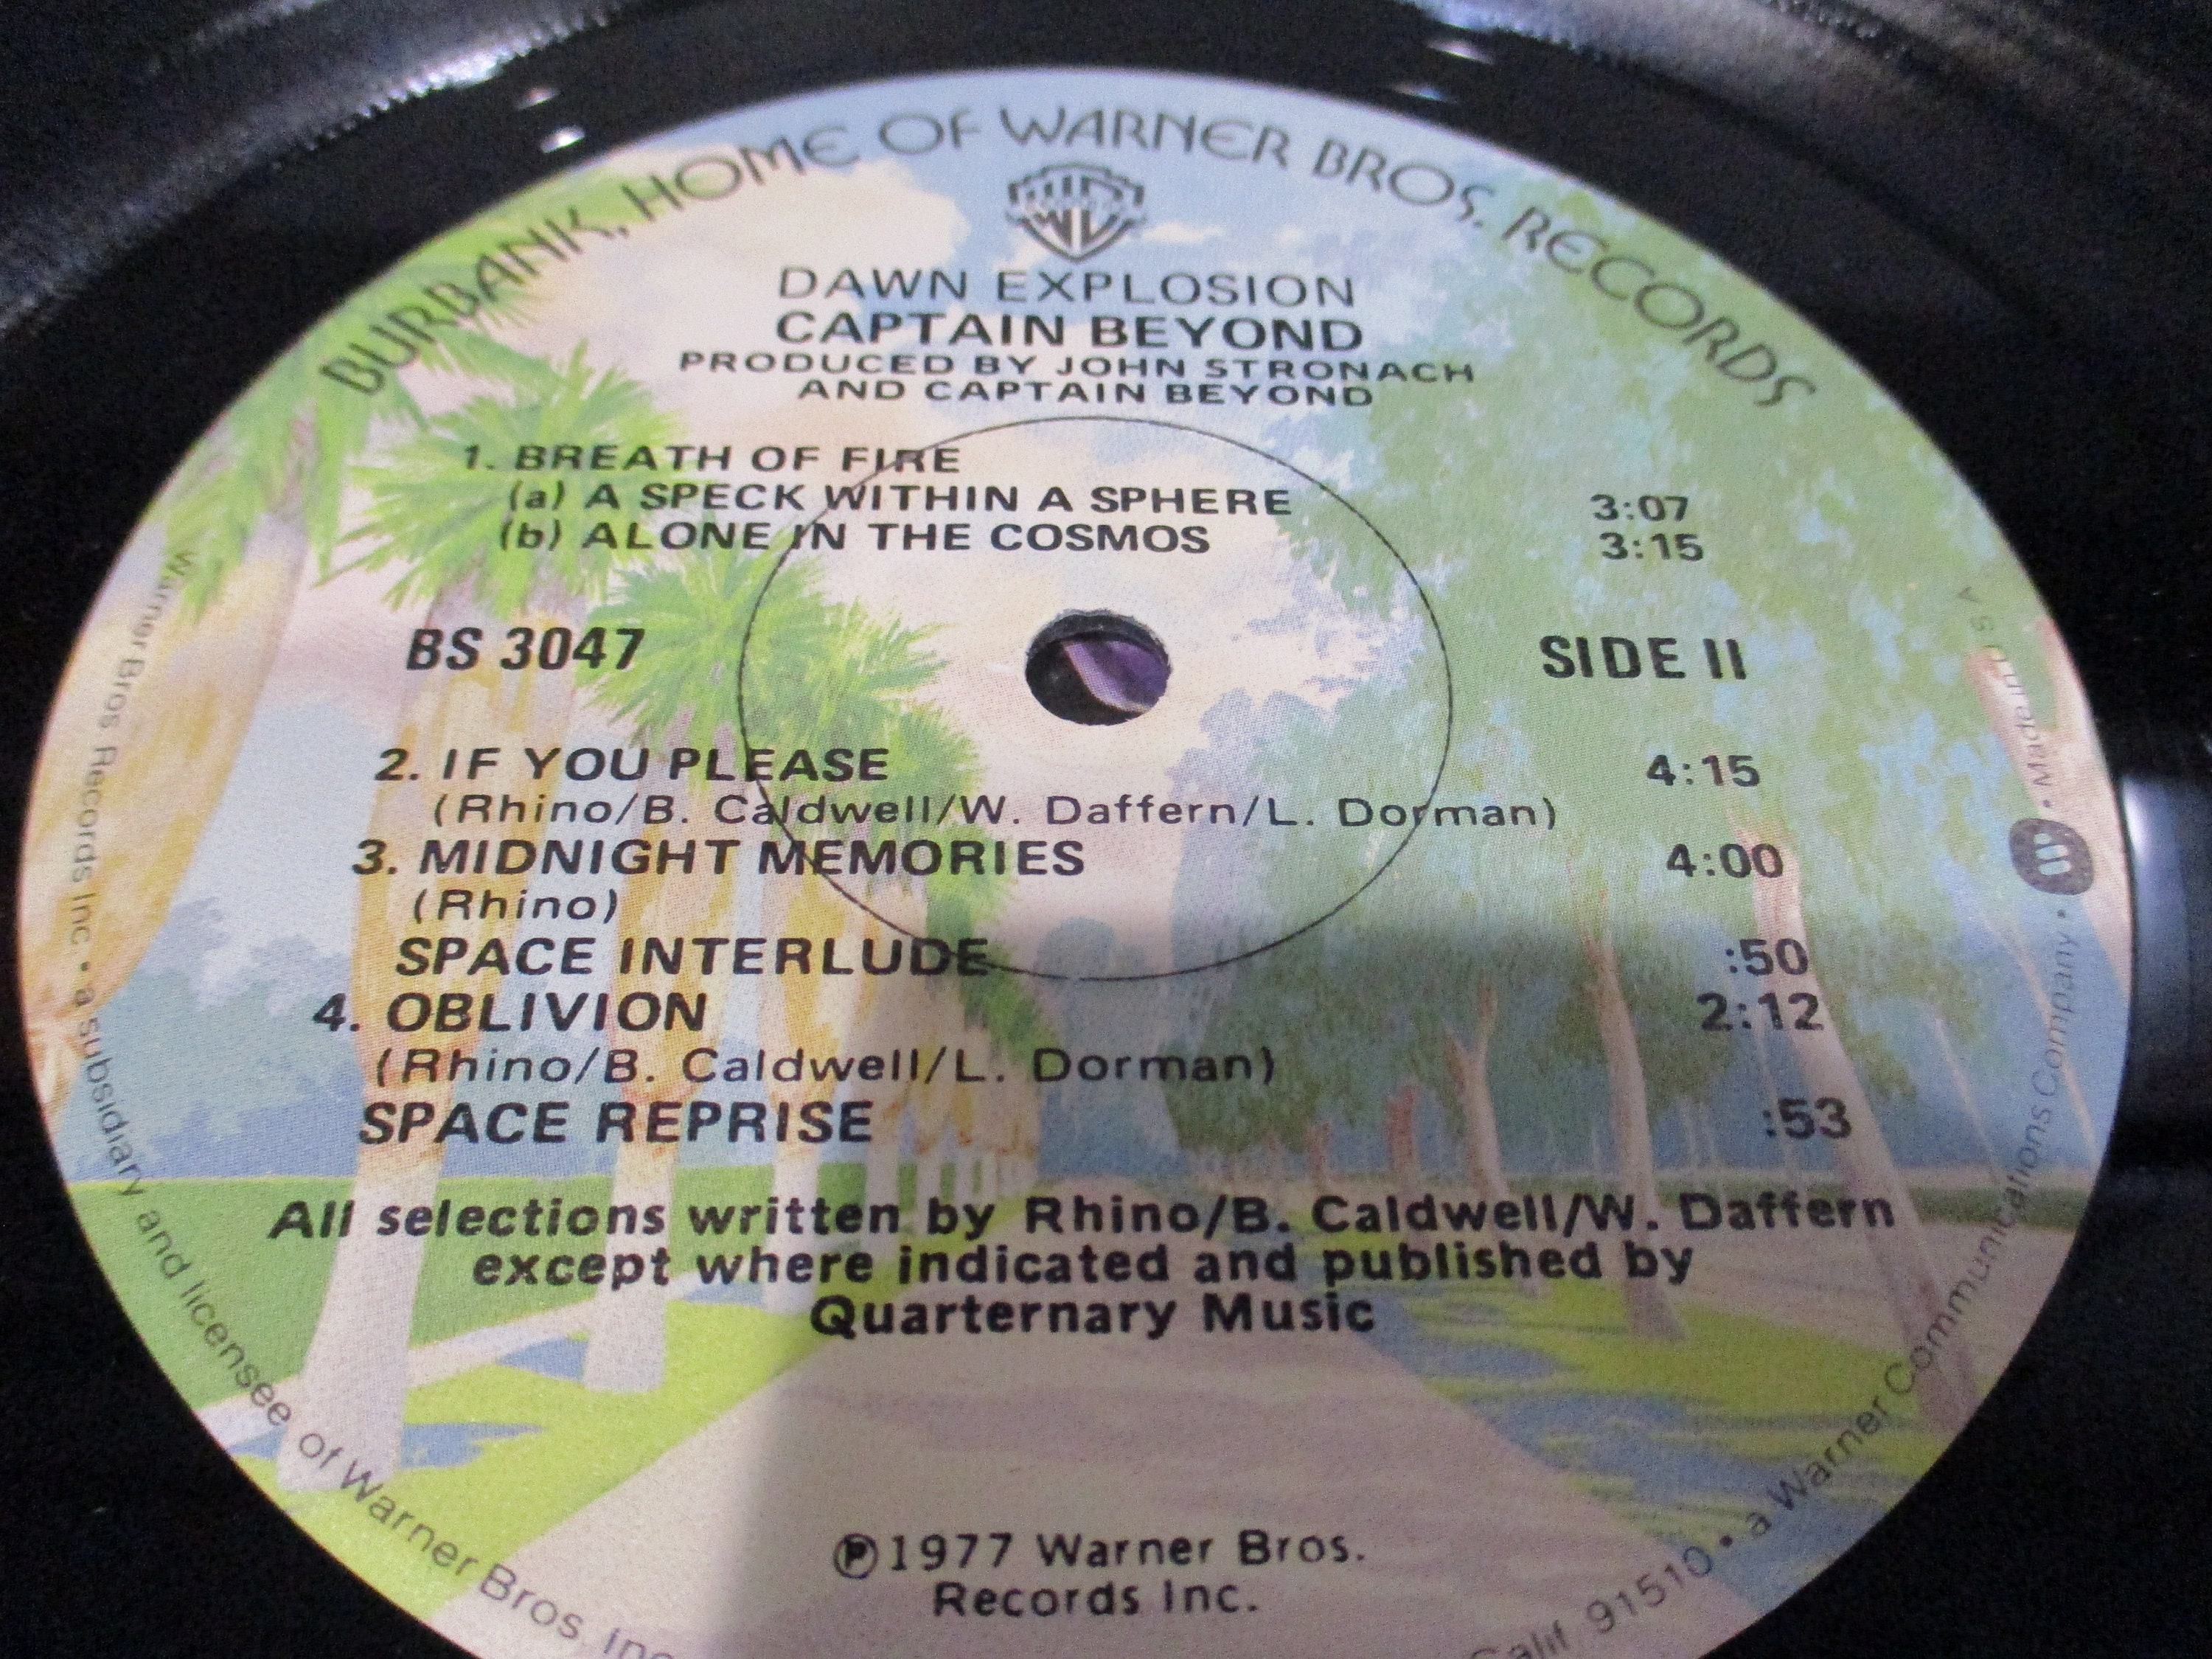 BURBANK, HOME OF WARNER BROS. RECORDS
DAWN EXPLOSION
CAPTAIN BEYOND
PRODUCED BY JOHN STRONACH
AND CAPTAIN BEYOND
1. BREATH OF FIRE
(a) A SPECK WITHIN A SPHERE 3:07
(b) ALONE IN THE COSMOS 3:15
BS 3047 SIDE II
2. IF YOU PLEASE 4:15
(Rhino/B. Caldwell/W. Daffern/L. Dorman)
3. MIDNIGHT MEMORIES 4:00
(Rhino)
SPACE INTERLUDE :50
4. OBLIVION 2:12
(Rhino/B. Caldwell/L. Dorman)
SPACE REPRISE :53
All selections written by Rhino/B. Caldwell/W. Daffern
except where indicated and published by
Quarternary Music
℗1977 Warner Bros.
Records Inc.
Warner Bros. Records Inc. • a subsidiary and licensee of Warner Bros. Inc.
Calif. 91510 • a Warner Communications Company • Made in U.S.A.